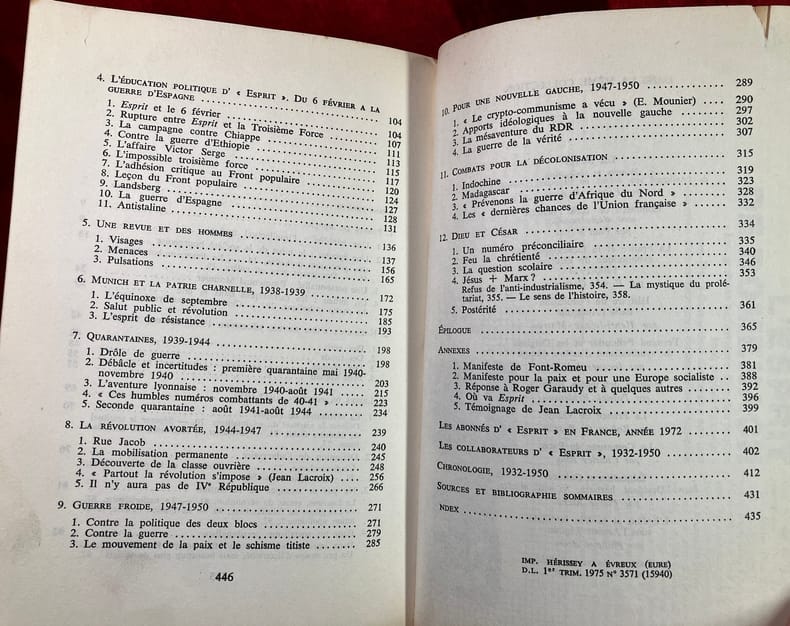 4. L'ÉDUCATION POLITIQUE D' « ESPRIT ». DU 6 FÉVRIER A LA
GUERRE D'ESPAGNE ........ 104
1. Esprit et le 6 février ........ 104
2. Rupture entre Esprit et la Troisième Force ........ 107
3. La campagne contre Chiappe ........ 111
4. Contre la guerre d'Ethiopie ........ 113
5. L'affaire Victor Serge ........ 115
6. L'impossible troisième force ........ 117
7. L'adhésion critique au Front populaire ........ 120
8. Leçon du Front populaire ........ 124
9. Landsberg ........ 127
10. La guerre d'Espagne ........ 128
11. Antistaline ........ 131
5. UNE REVUE ET DES HOMMES ........ 136
1. Visages ........ 137
2. Menaces ........ 156
3. Pulsations ........ 165
6. MUNICH ET LA PATRIE CHARNELLE, 1938-1939 ........ 172
1. L'équinoxe de septembre ........ 175
2. Salut public et révolution ........ 185
3. L'esprit de résistance ........ 193
7. QUARANTAINES, 1939-1944 ........ 198
1. Drôle de guerre ........ 198
2. Débâcle et incertitudes : première quarantaine mai 1940-
novembre 1940 ........ 203
3. L'aventure lyonnaise : novembre 1940-août 1941 ........ 215
4. « Ces humbles numéros combattants de 40-41 » ........ 223
5. Seconde quarantaine : août 1941-août 1944 ........ 234
8. LA RÉVOLUTION AVORTÉE, 1944-1947 ........ 239
1. Rue Jacob ........ 240
2. La mobilisation permanente ........ 245
3. Découverte de la classe ouvrière ........ 248
4. « Partout la révolution s'impose » (Jean Lacroix) .... 256
5. Il n'y aura pas de IVe République ........ 266
9. GUERRE FROIDE, 1947-1950 ........ 271
1. Contre la politique des deux blocs ........ 271
2. Contre la guerre ........ 279
3. Le mouvement de la paix et le schisme titiste ........ 285
446
10. POUR UNE NOUVELLE GAUCHE, 1947-1950 ........ 289
1. « Le crypto-communisme a vécu » (E. Mounier) .... 290
2. Apports idéologiques à la nouvelle gauche ........ 297
3. La mésaventure du RDR ........ 302
4. La guerre de la vérité ........ 307
11. COMBATS POUR LA DÉCOLONISATION ........ 315
1. Indochine ........ 319
2. Madagascar ........ 323
3. « Prévenons la guerre d'Afrique du Nord » ........ 328
4. Les « dernières chances de l'Union française » ..... 332
12. DIEU ET CÉSAR ........ 334
1. Un numéro préconciliaire ........ 335
2. Feu la chrétienté ........ 340
3. La question scolaire ........ 346
4. Jésus + Marx ? ........ 353
Refus de l'anti-industrialisme, 354. — La mystique du prolé-
tariat, 355. — Le sens de l'histoire, 358.
5. Postérité ........ 361
ÉPILOGUE ........ 365
ANNEXES ........ 379
1. Manifeste de Font-Romeu ........ 381
2. Manifeste pour la paix et pour une Europe socialiste .. 388
3. Réponse à Roger Garaudy et à quelques autres ........ 392
4. Où va Esprit ........ 396
5. Témoignage de Jean Lacroix ........ 399
LES ABONNÉS D' « ESPRIT » EN FRANCE, ANNÉE 1972 ........ 401
LES COLLABORATEURS D' « ESPRIT », 1932-1950 ........ 402
CHRONOLOGIE, 1932-1950 ........ 412
SOURCES ET BIBLIOGRAPHIE SOMMAIRES ........ 431
NDEX ........ 435
IMP. HÉRISSEY A ÉVREUX (EURE)
D.L. 1er TRIM. 1975 N° 3571 (15940)